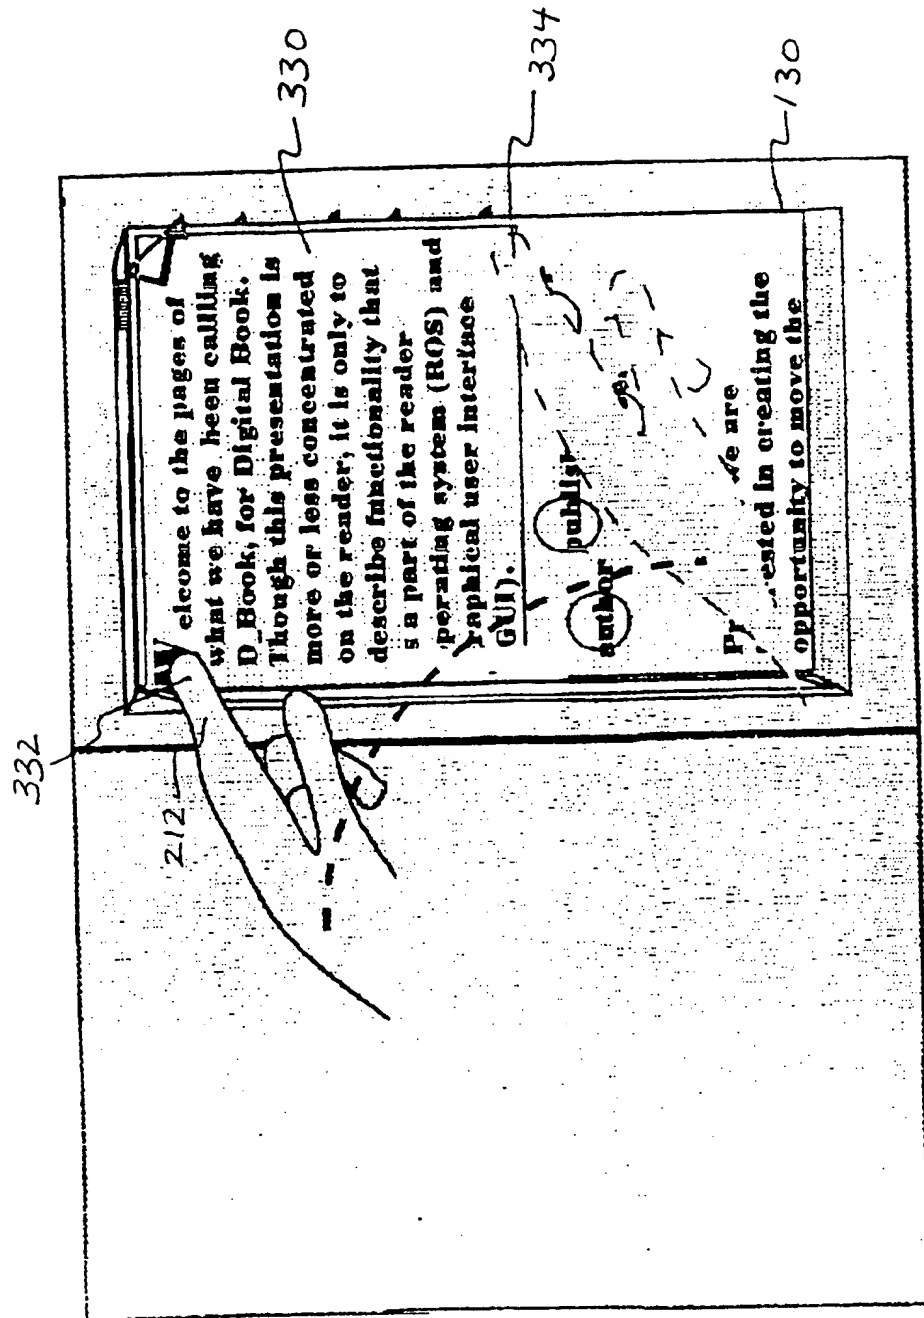 332
212
elcome to the pages of
what we have been callling
D_Book, for Digital Book.
Though this presentation is
more or less concentrated
on the reader, it is only to
describe functionality that
s a part of the reader
perating system (ROS) and
raphical user interface
GUI).
author publis
Pr e are
ested in creating the
opportunity to move the
330
334
130